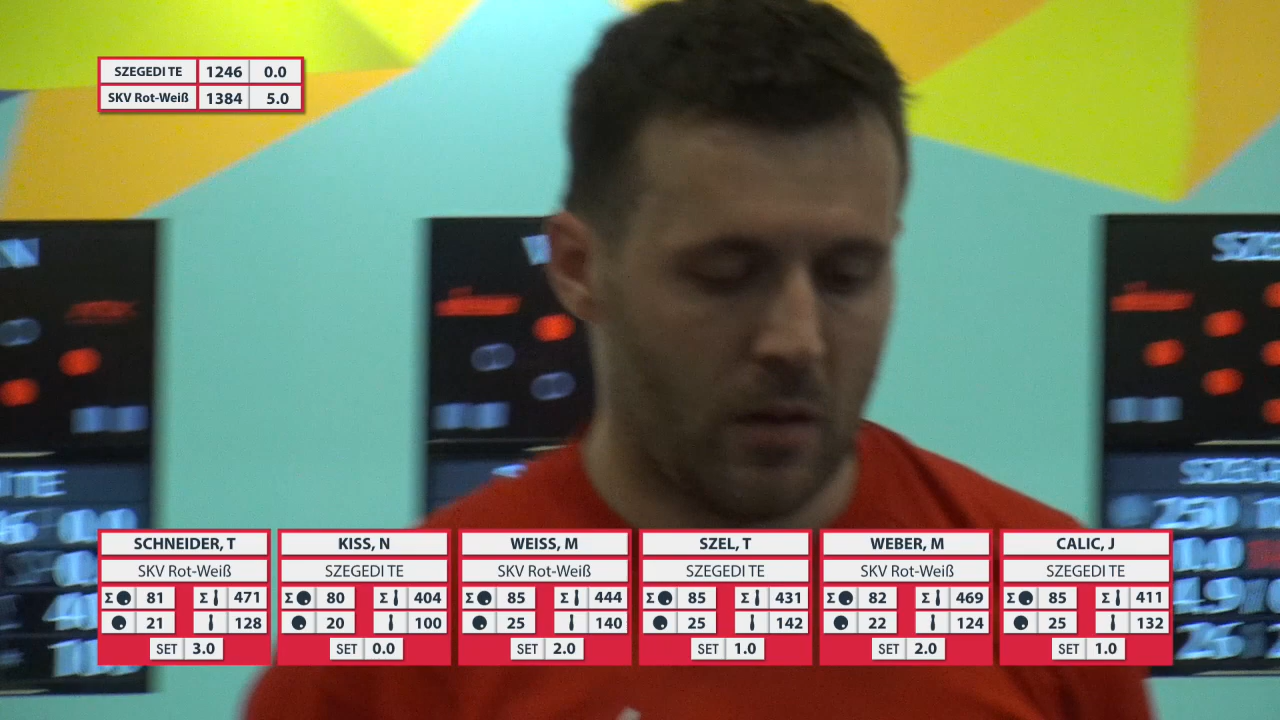 SZEGEDI TE 1246 0.0
SKV Rot-Weiß 1384 5.0
SCHNEIDER, T
SKV Rot-Weiß
Σ 81 Σ 471
21 128
SET 3.0
KISS, N
SZEGEDI TE
Σ 80 Σ 404
20 100
SET 0.0
WEISS, M
SKV Rot-Weiß
Σ 85 Σ 444
25 140
SET 2.0
SZEL, T
SZEGEDI TE
Σ 85 Σ 431
25 142
SET 1.0
WEBER, M
SKV Rot-Weiß
Σ 82 Σ 469
22 124
SET 2.0
CALIC, J
SZEGEDI TE
Σ 85 Σ 411
25 132
SET 1.0